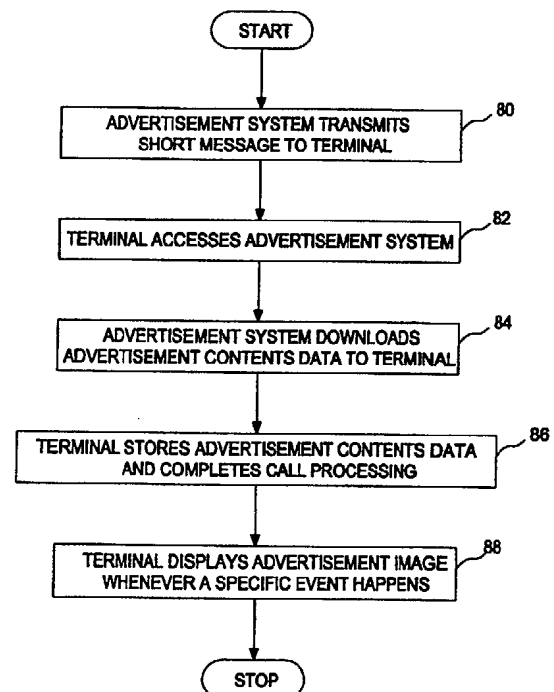 START
80
ADVERTISEMENT SYSTEM TRANSMITS
SHORT MESSAGE TO TERMINAL
82
TERMINAL ACCESSES ADVERTISEMENT SYSTEM
84
ADVERTISEMENT SYSTEM DOWNLOADS
ADVERTISEMENT CONTENTS DATA TO TERMINAL
86
TERMINAL STORES ADVERTISEMENT CONTENTS DATA
AND COMPLETES CALL PROCESSING
88
TERMINAL DISPLAYS ADVERTISEMENT IMAGE
WHENEVER A SPECIFIC EVENT HAPPENS
STOP